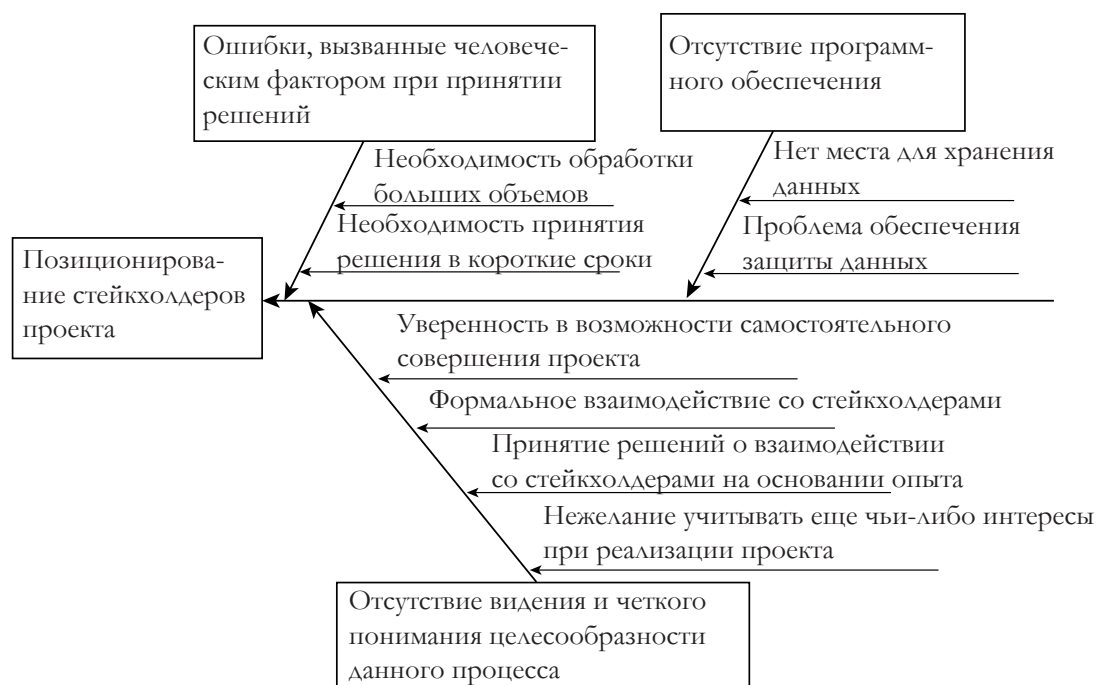 Ошибки, вызванные человече-
ским фактором при принятии
решений
Отсутствие программ-
ного обеспечения
Необходимость обработки
больших объемов
Необходимость принятия
решения в короткие сроки
Нет места для хранения
данных
Проблема обеспечения
защиты данных
Позиционирова-
ние стейкхолдеров
проекта
Уверенность в возможности самостоятельного
совершения проекта
Формальное взаимодействие со стейкхолдерами
Принятие решений о взаимодействии
со стейкхолдерами на основании опыта
Нежелание учитывать еще чьи-либо интересы
при реализации проекта
Отсутствие видения и четкого
понимания целесообразности
данного процесса